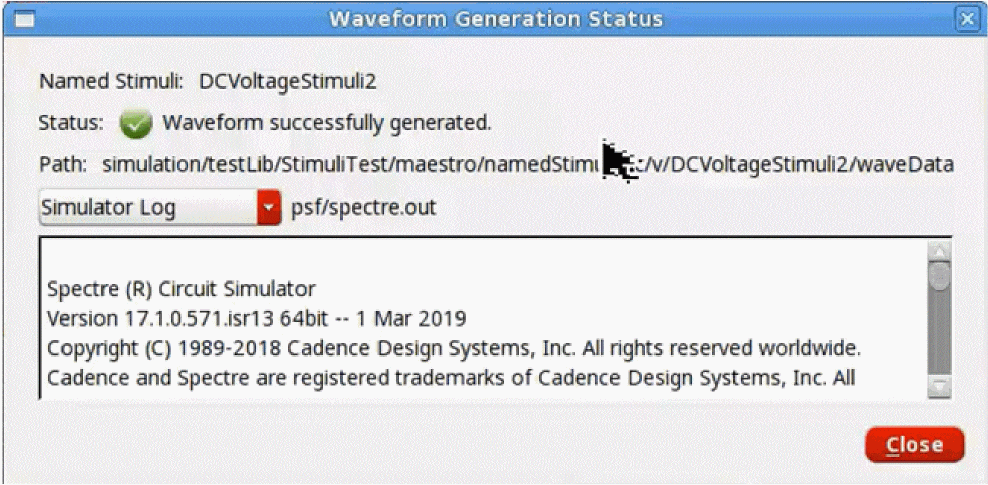 Waveform Generation Status
Named Stimuli: DCVoltageStimuli2
Status: Waveform successfully generated.
Path: simulation/testLib/StimuliTest/maestro/ /v/DCVoltageStimuli2/waveData
Simulator Log psf/spectre.out
Spectre (R) Circuit Simulator
Version 17.1.0.571.isr13 64bit -- 1 Mar 2019
Copyright (C) 1989-2018 Cadence Design Systems, Inc. All rights reserved worldwide.
Cadence and Spectre are registered trademarks of Cadence Design Systems, Inc. All
Close